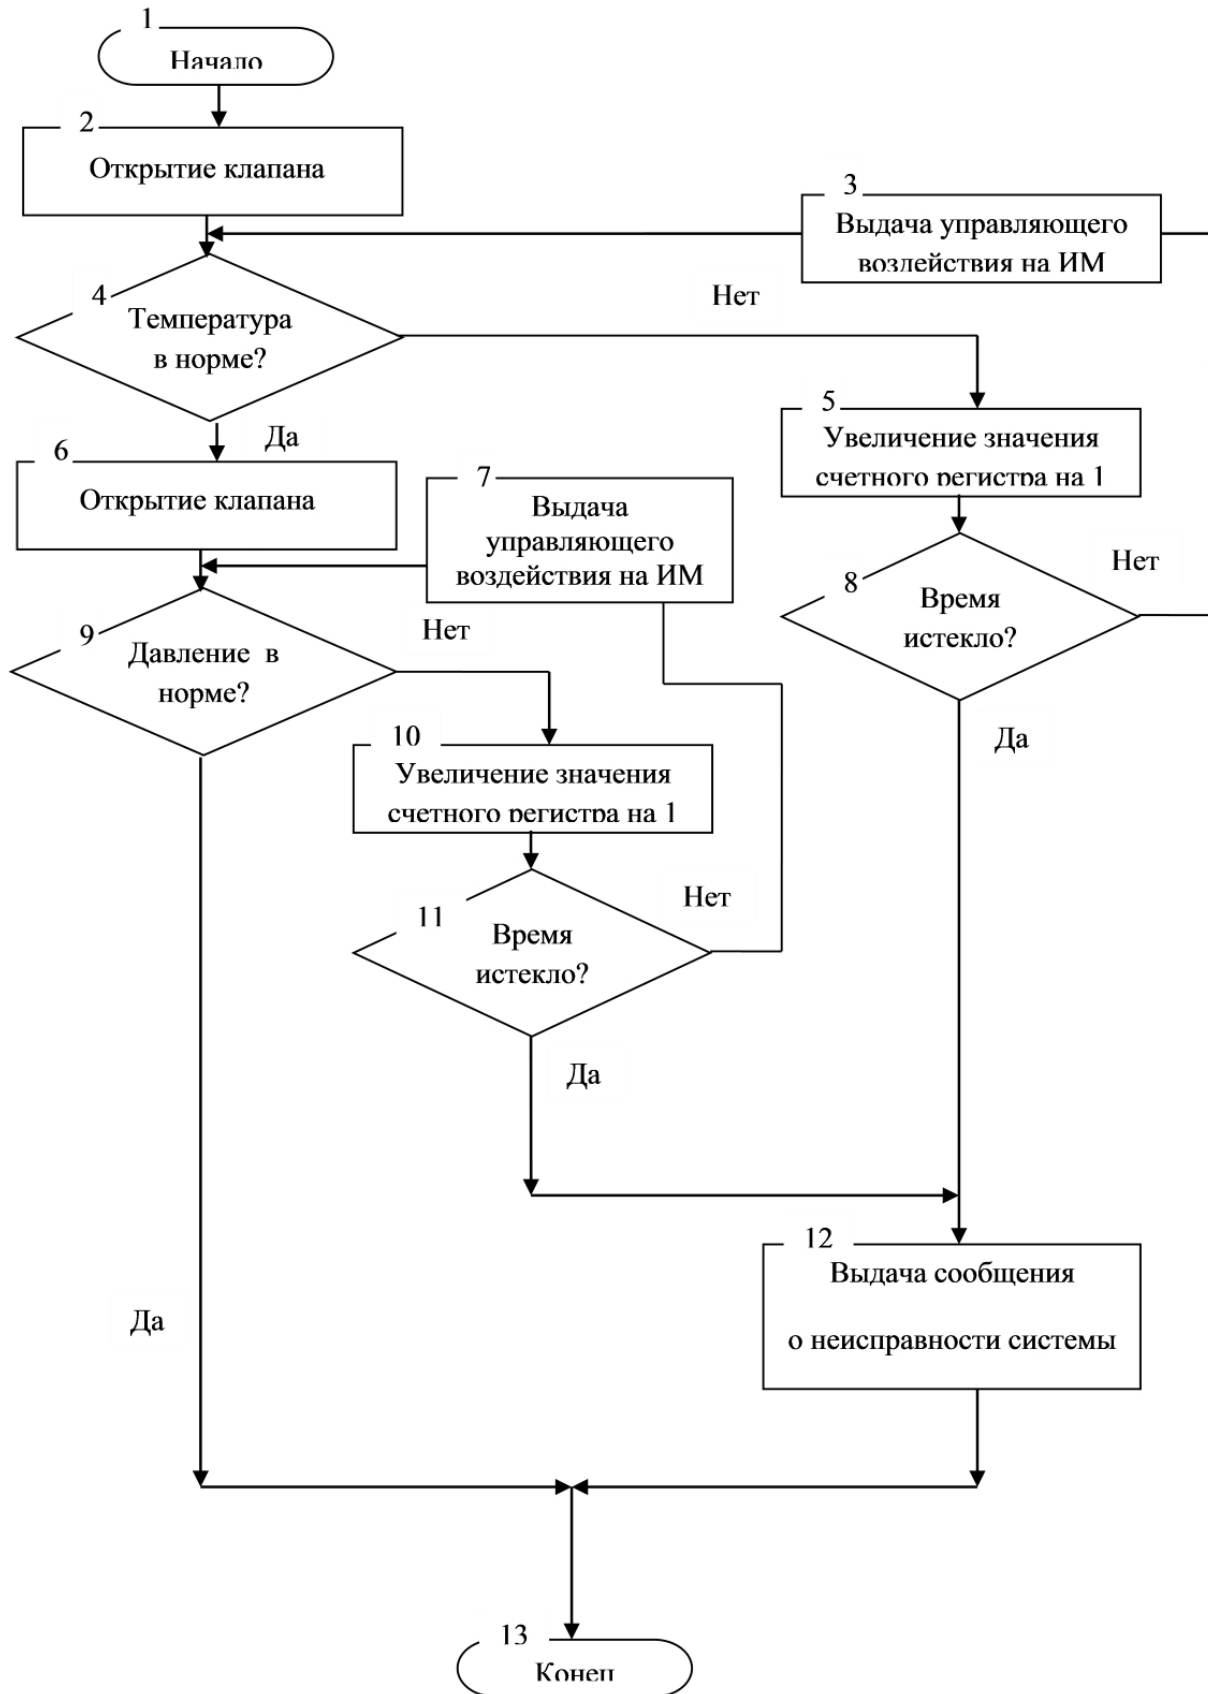 1
Начало
2
Открытие клапана
3
Выдача управляющего
воздействия на ИМ
4
Температура
в норме?
Нет
Да
5
Увеличение значения
счетного регистра на 1
6
Открытие клапана
7
Выдача
управляющего
воздействия на ИМ
8
Время
истекло?
Нет
Да
9
Давление в
норме?
Нет
Да
10
Увеличение значения
счетного регистра на 1
11
Время
истекло?
Нет
Да
12
Выдача сообщения
о неисправности системы
13
Конец